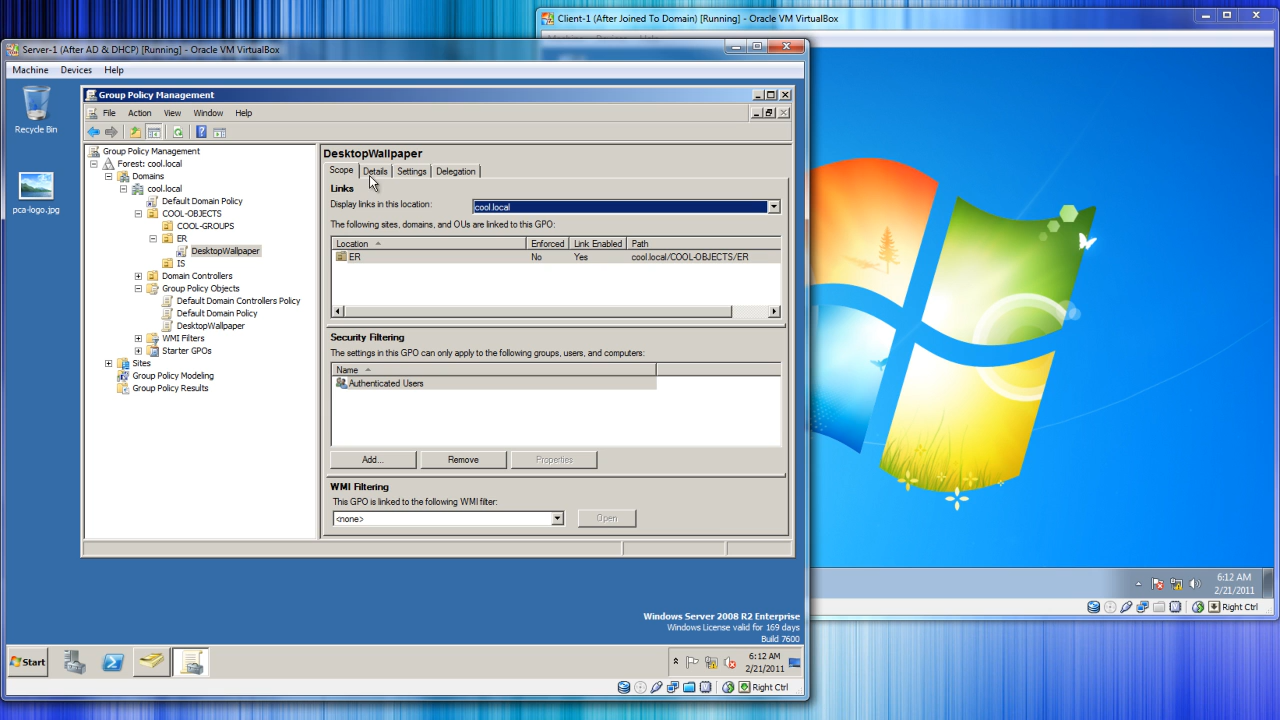 Client-1 (After Joined To Domain) [Running] - Oracle VM VirtualBox
Server-1 (After AD & DHCP) [Running] - Oracle VM VirtualBox
Machine Devices Help
Recycle Bin
pca-logo.jpg
Group Policy Management
File Action View Window Help
Group Policy Management
Forest: cool.local
Domains
cool.local
Default Domain Policy
COOL-OBJECTS
COOL-GROUPS
ER
DesktopWallpaper
IS
Domain Controllers
Group Policy Objects
Default Domain Controllers Policy
Default Domain Policy
DesktopWallpaper
WMI Filters
Starter GPOs
Sites
Group Policy Modeling
Group Policy Results
DesktopWallpaper
Scope Details Settings Delegation
Links
Display links in this location: cool.local
The following sites, domains, and OUs are linked to this GPO:
Location Enforced Link Enabled Path
ER No Yes cool.local/COOL-OBJECTS/ER
Security Filtering
The settings in this GPO can only apply to the following groups, users, and computers:
Name
Authenticated Users
Add... Remove Properties
WMI Filtering
This GPO is linked to the following WMI filter:
<none> Open
Windows Server 2008 R2 Enterprise
Windows License valid for 169 days
Build 7600
Start
6:12 AM
2/21/2011
Right Ctrl
6:12 AM
2/21/2011
Right Ctrl